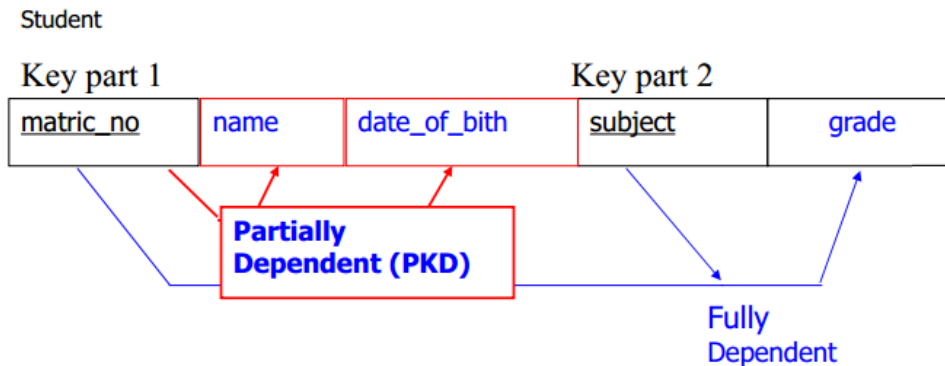 Student
Key part 1
Key part 2
matric_no
name
date_of_bith
subject
grade
Partially
Dependent (PKD)
Fully
Dependent